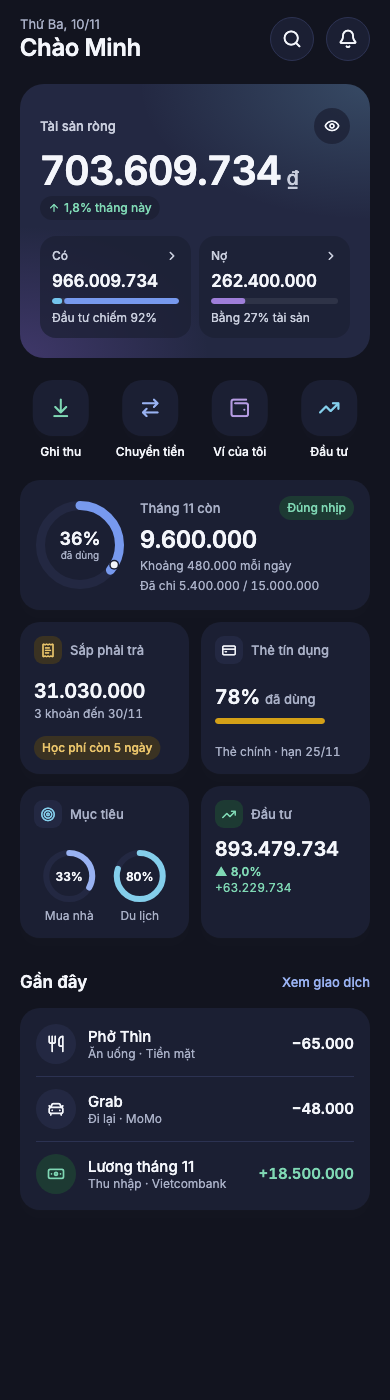 Thứ Ba, 10/11
Chào Minh
Tài sản ròng
703.609.734 ₫
↑ 1,8% tháng này
Có
966.009.734
Đầu tư chiếm 92%
Nợ
262.400.000
Bằng 27% tài sản
Ghi thu
Chuyển tiền
Ví của tôi
Đầu tư
36%
đã dùng
Tháng 11 còn
Đúng nhịp
9.600.000
Khoảng 480.000 mỗi ngày
Đã chi 5.400.000 / 15.000.000
Sắp phải trả
31.030.000
3 khoản đến 30/11
Học phí còn 5 ngày
Thẻ tín dụng
78% đã dùng
Thẻ chính · hạn 25/11
Mục tiêu
33%
Mua nhà
80%
Du lịch
Đầu tư
893.479.734
▲ 8,0%
+63.229.734
Gần đây
Xem giao dịch
Phở Thìn
Ăn uống · Tiền mặt
−65.000
Grab
Đi lại · MoMo
−48.000
Lương tháng 11
Thu nhập · Vietcombank
+18.500.000